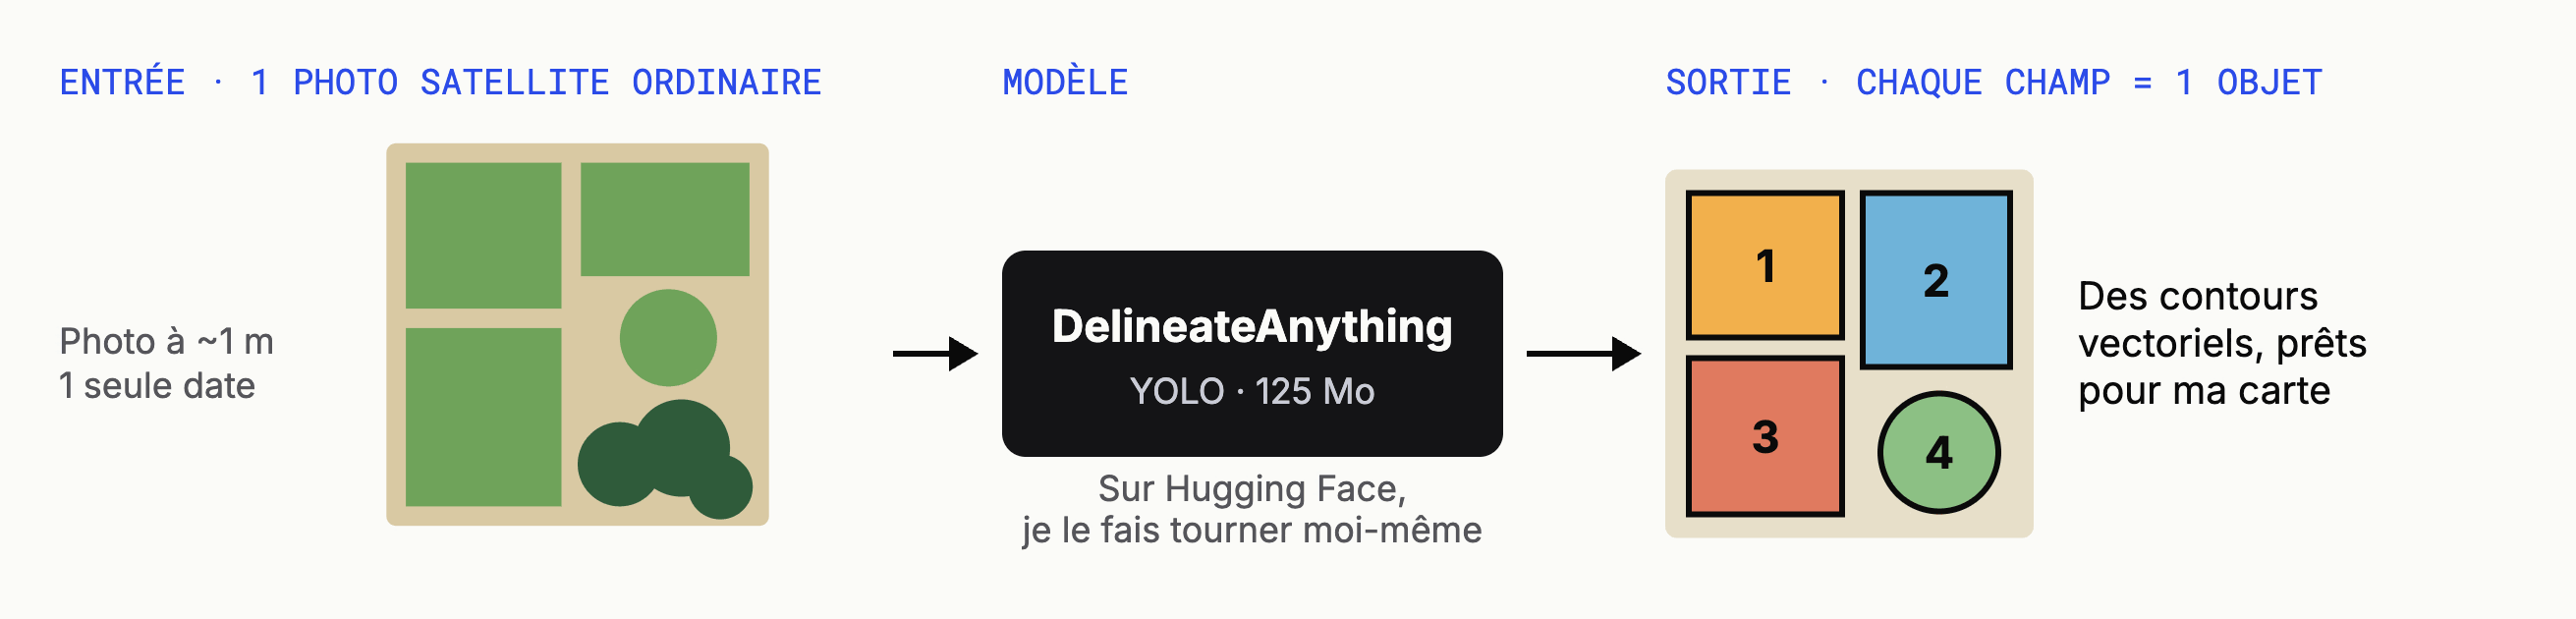 ENTRÉE · 1 PHOTO SATELLITE ORDINAIRE
Photo à ~1 m
1 seule date
MODÈLE
DelineateAnything
YOLO · 125 Mo
Sur Hugging Face,
je le fais tourner moi-même
SORTIE · CHAQUE CHAMP = 1 OBJET
1
2
3
4
Des contours
vectoriels, prêts
pour ma carte